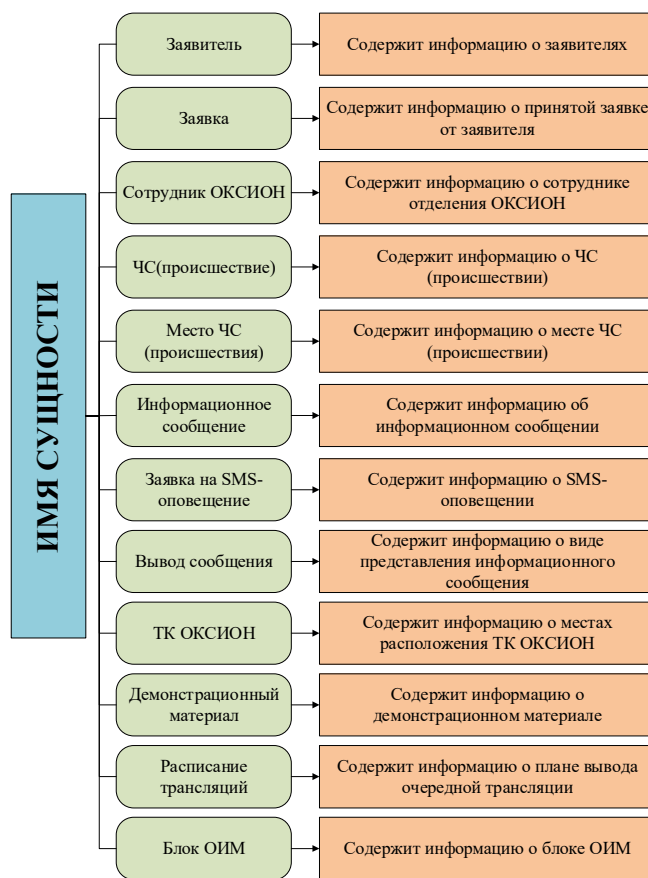 ИМЯ СУЩНОСТИ
Заявитель
Содержит информацию о заявителях
Заявка
Содержит информацию о принятой заявке
от заявителя
Сотрудник ОКСИОН
Содержит информацию о сотруднике
отделения ОКСИОН
ЧС(происшествие)
Содержит информацию о ЧС
(происшествии)
Место ЧС
(происшествия)
Содержит информацию о месте ЧС
(происшествии)
Информационное
сообщение
Содержит информацию об
информационном сообщении
Заявка на SMS-
оповещение
Содержит информацию о SMS-
оповещении
Вывод сообщения
Содержит информацию о виде
представления информационного
сообщения
ТК ОКСИОН
Содержит информацию о местах
расположения ТК ОКСИОН
Демонстрационный
материал
Содержит информацию о
демонстрационном материале
Расписание
трансляций
Содержит информацию о плане вывода
очередной трансляции
Блок ОИМ
Содержит информацию о блоке ОИМ